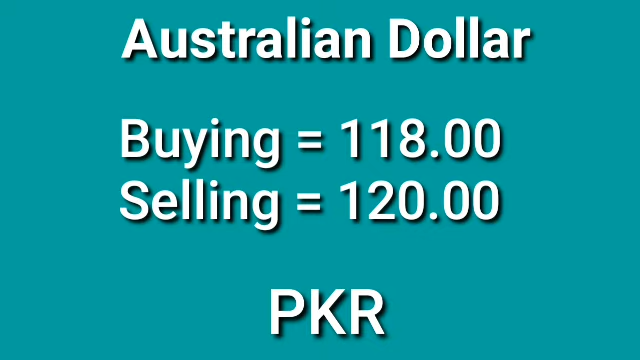 Australian Dollar
Buying = 118.00
Selling = 120.00
PKR